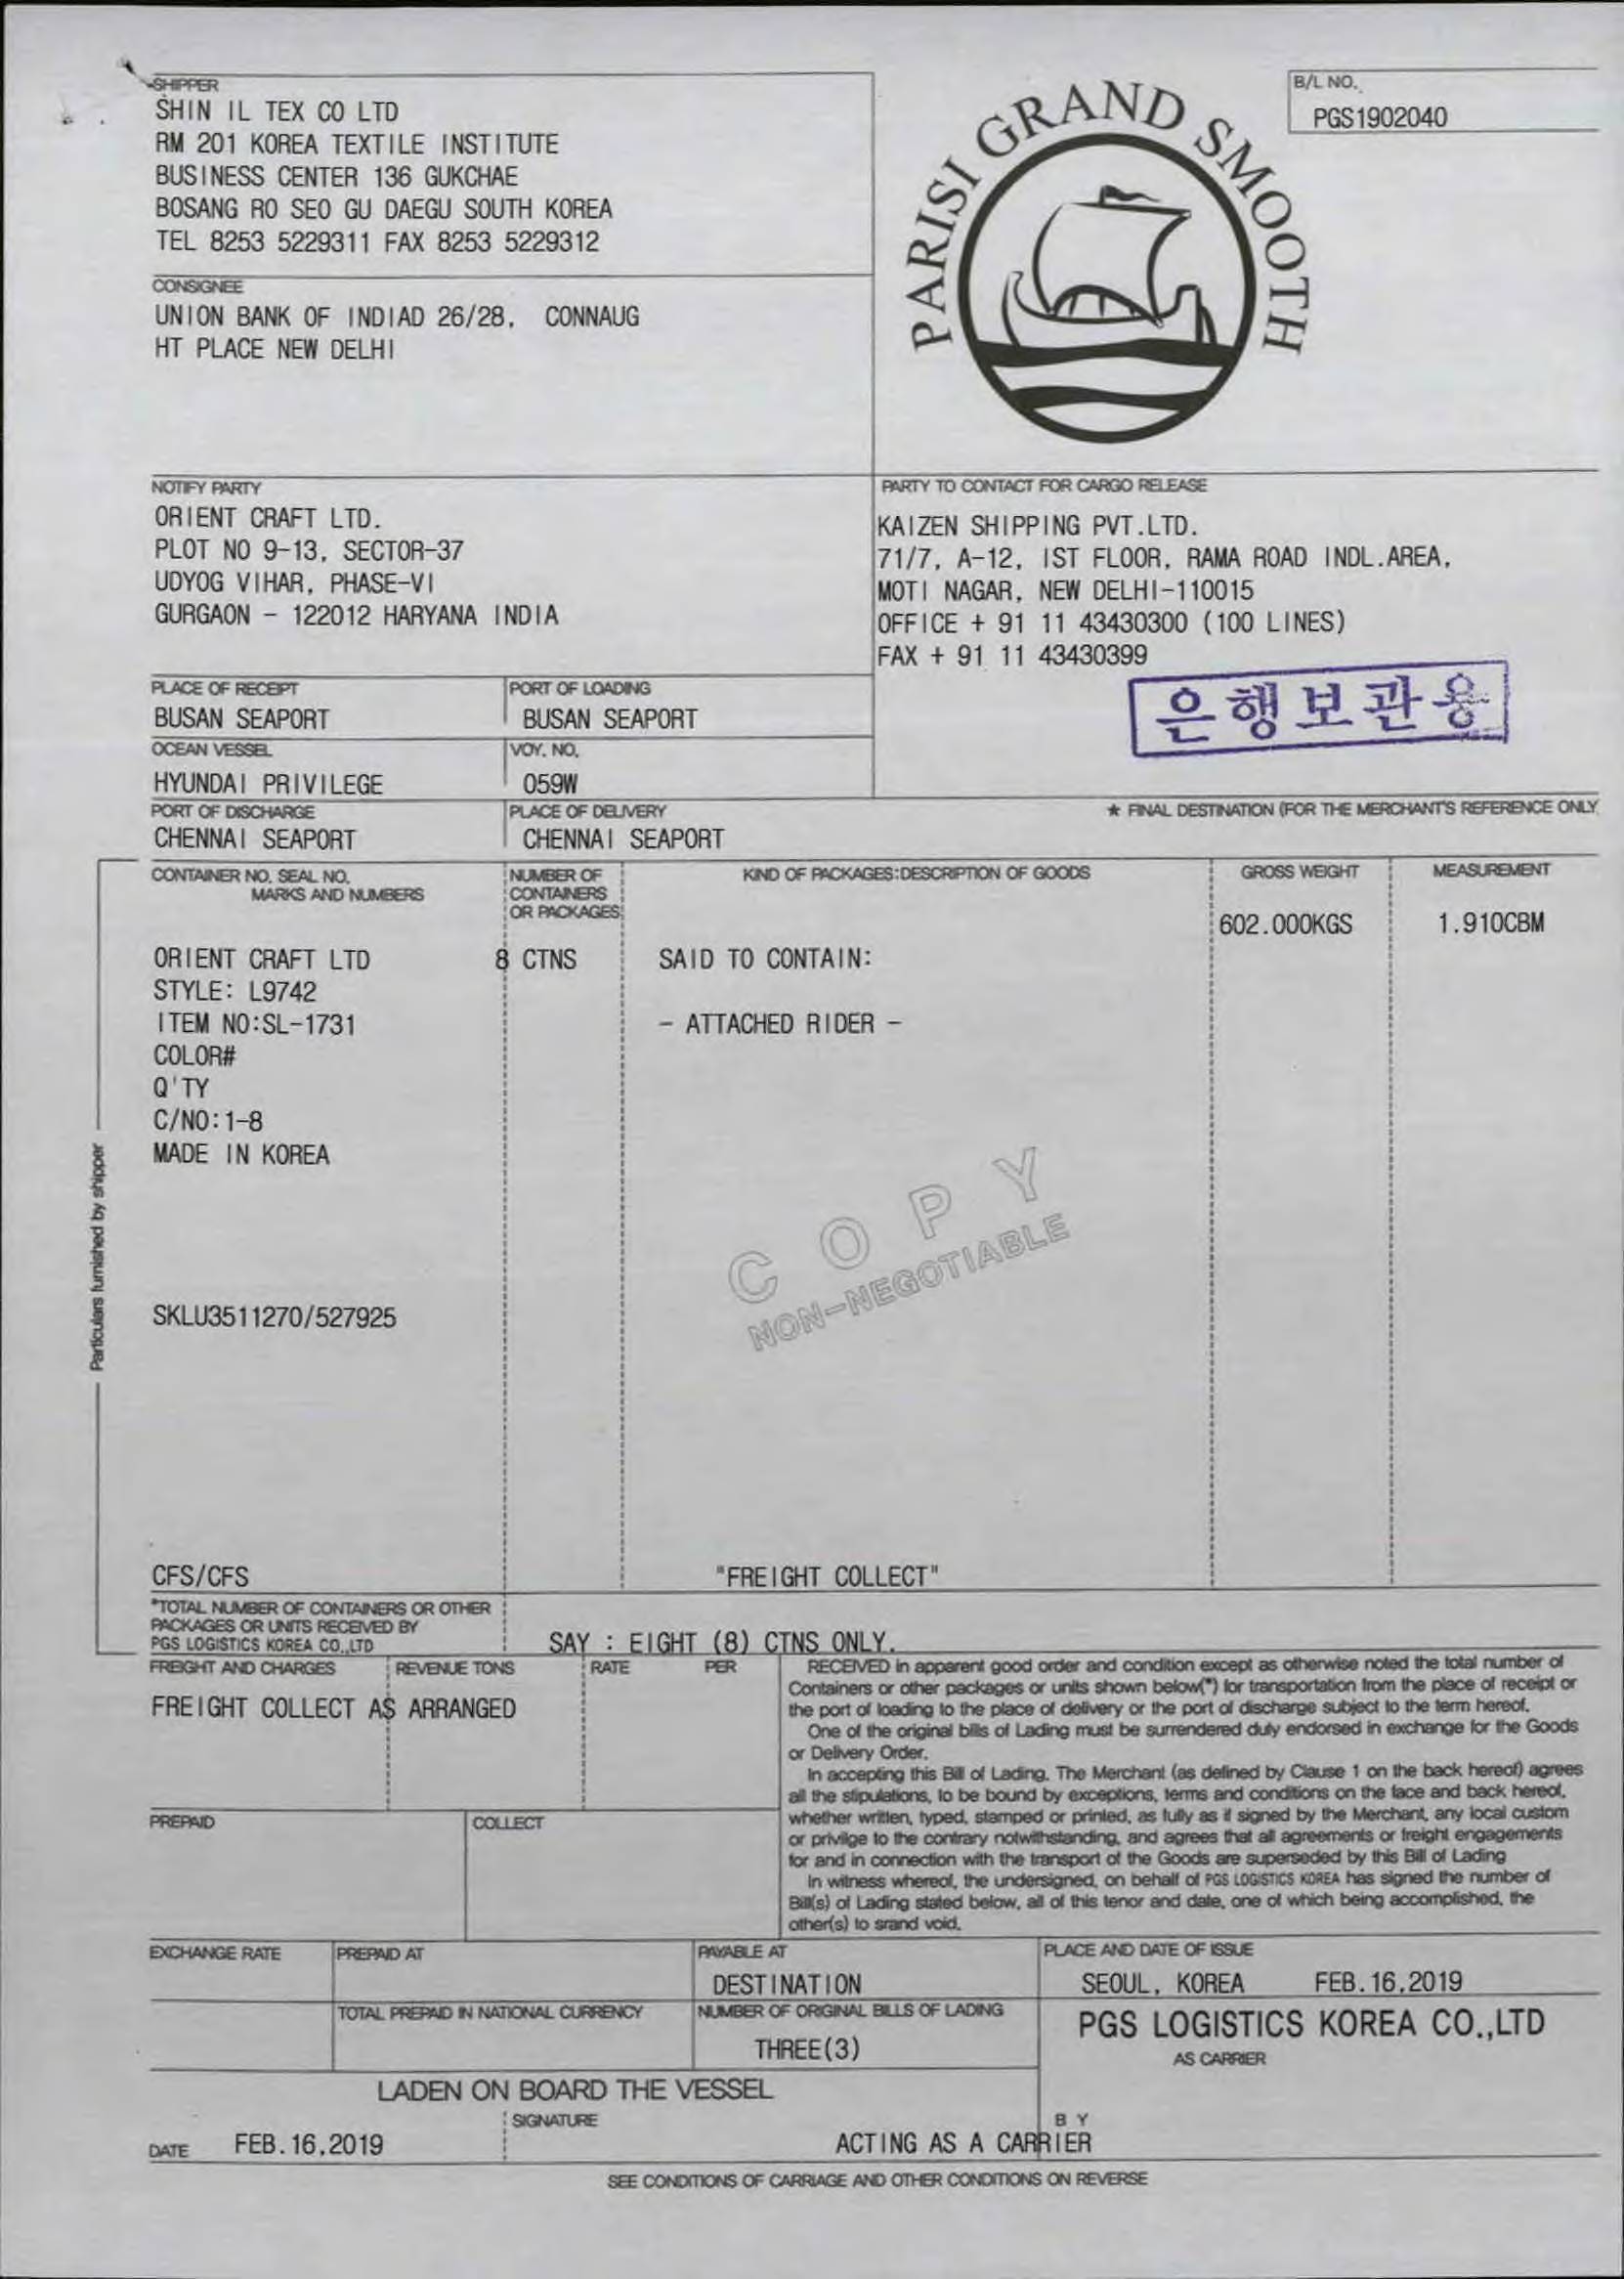 SHIPPER
SHIN IL TEX CO LTD
RM 201 KOREA TEXTILE INSTITUTE
BUSINESS CENTER 136 GUKCHAE
BOSANG RO SEO GU DAEGU SOUTH KOREA
TEL 8253 5229311 FAX 8253 5229312
B/L NO.
PGS1902040
PARISI GRAND SMOOTH
CONSIGNEE
UNION BANK OF INDIAD 26/28, CONNAUG
HT PLACE NEW DELHI
NOTIFY PARTY
ORIENT CRAFT LTD.
PLOT NO 9-13, SECTOR-37
UDYOG VIHAR, PHASE-VI
GURGAON - 122012 HARYANA INDIA
PARTY TO CONTACT FOR CARGO RELEASE
KAIZEN SHIPPING PVT.LTD.
71/7, A-12, IST FLOOR, RAMA ROAD INDL.AREA,
MOTI NAGAR, NEW DELHI-110015
OFFICE + 91 11 43430300 (100 LINES)
FAX + 91 11 43430399
은행보관용
PLACE OF RECEIPT PORT OF LOADING
BUSAN SEAPORT BUSAN SEAPORT
OCEAN VESSEL VOY. NO.
HYUNDAI PRIVILEGE 059W
PORT OF DISCHARGE PLACE OF DELIVERY ★ FINAL DESTINATION (FOR THE MERCHANT'S REFERENCE ONLY
CHENNAI SEAPORT CHENNAI SEAPORT
CONTAINER NO. SEAL NO. NUMBER OF KIND OF PACKAGES:DESCRIPTION OF GOODS GROSS WEIGHT MEASUREMENT
MARKS AND NUMBERS CONTAINERS
OR PACKAGES
602.000KGS 1.910CBM
ORIENT CRAFT LTD 8 CTNS SAID TO CONTAIN:
STYLE: L9742
ITEM NO:SL-1731 - ATTACHED RIDER -
COLOR#
Q'TY
C/NO:1-8
MADE IN KOREA
Particulars furnished by shipper
COPY
NON-NEGOTIABLE
SKLU3511270/527925
CFS/CFS "FREIGHT COLLECT"
*TOTAL NUMBER OF CONTAINERS OR OTHER
PACKAGES OR UNITS RECEIVED BY
PGS LOGISTICS KOREA CO.,LTD SAY : EIGHT (8) CTNS ONLY.
FREIGHT AND CHARGES REVENUE TONS RATE PER
FREIGHT COLLECT AS ARRANGED
RECEIVED in apparent good order and condition except as otherwise noted the total number of
Containers or other packages or units shown below(*) for transportation from the place of receipt or
the port of loading to the place of delivery or the port of discharge subject to the term hereof.
One of the original bills of Lading must be surrendered duly endorsed in exchange for the Goods
or Delivery Order.
In accepting this Bill of Lading. The Merchant (as defined by Clause 1 on the back hereof) agrees
all the stipulations, to be bound by exceptions, terms and conditions on the face and back hereof,
whether written, typed, stamped or printed, as fully as if signed by the Merchant, any local custom
or privilge to the contrary notwithstanding, and agrees that all agreements or freight engagements
for and in connection with the transport of the Goods are superseded by this Bill of Lading
In witness whereof, the undersigned, on behalf of PGS LOGISTICS KOREA has signed the number of
Bill(s) of Lading stated below, all of this tenor and date, one of which being accomplished, the
other(s) to srand void.
PREPAID COLLECT
EXCHANGE RATE PREPAID AT PAYABLE AT PLACE AND DATE OF ISSUE
DESTINATION SEOUL, KOREA FEB.16,2019
TOTAL PREPAID IN NATIONAL CURRENCY NUMBER OF ORIGINAL BILLS OF LADING
THREE(3)
PGS LOGISTICS KOREA CO.,LTD
AS CARRIER
LADEN ON BOARD THE VESSEL
SIGNATURE BY
DATE FEB.16,2019 ACTING AS A CARRIER
SEE CONDITIONS OF CARRIAGE AND OTHER CONDITIONS ON REVERSE